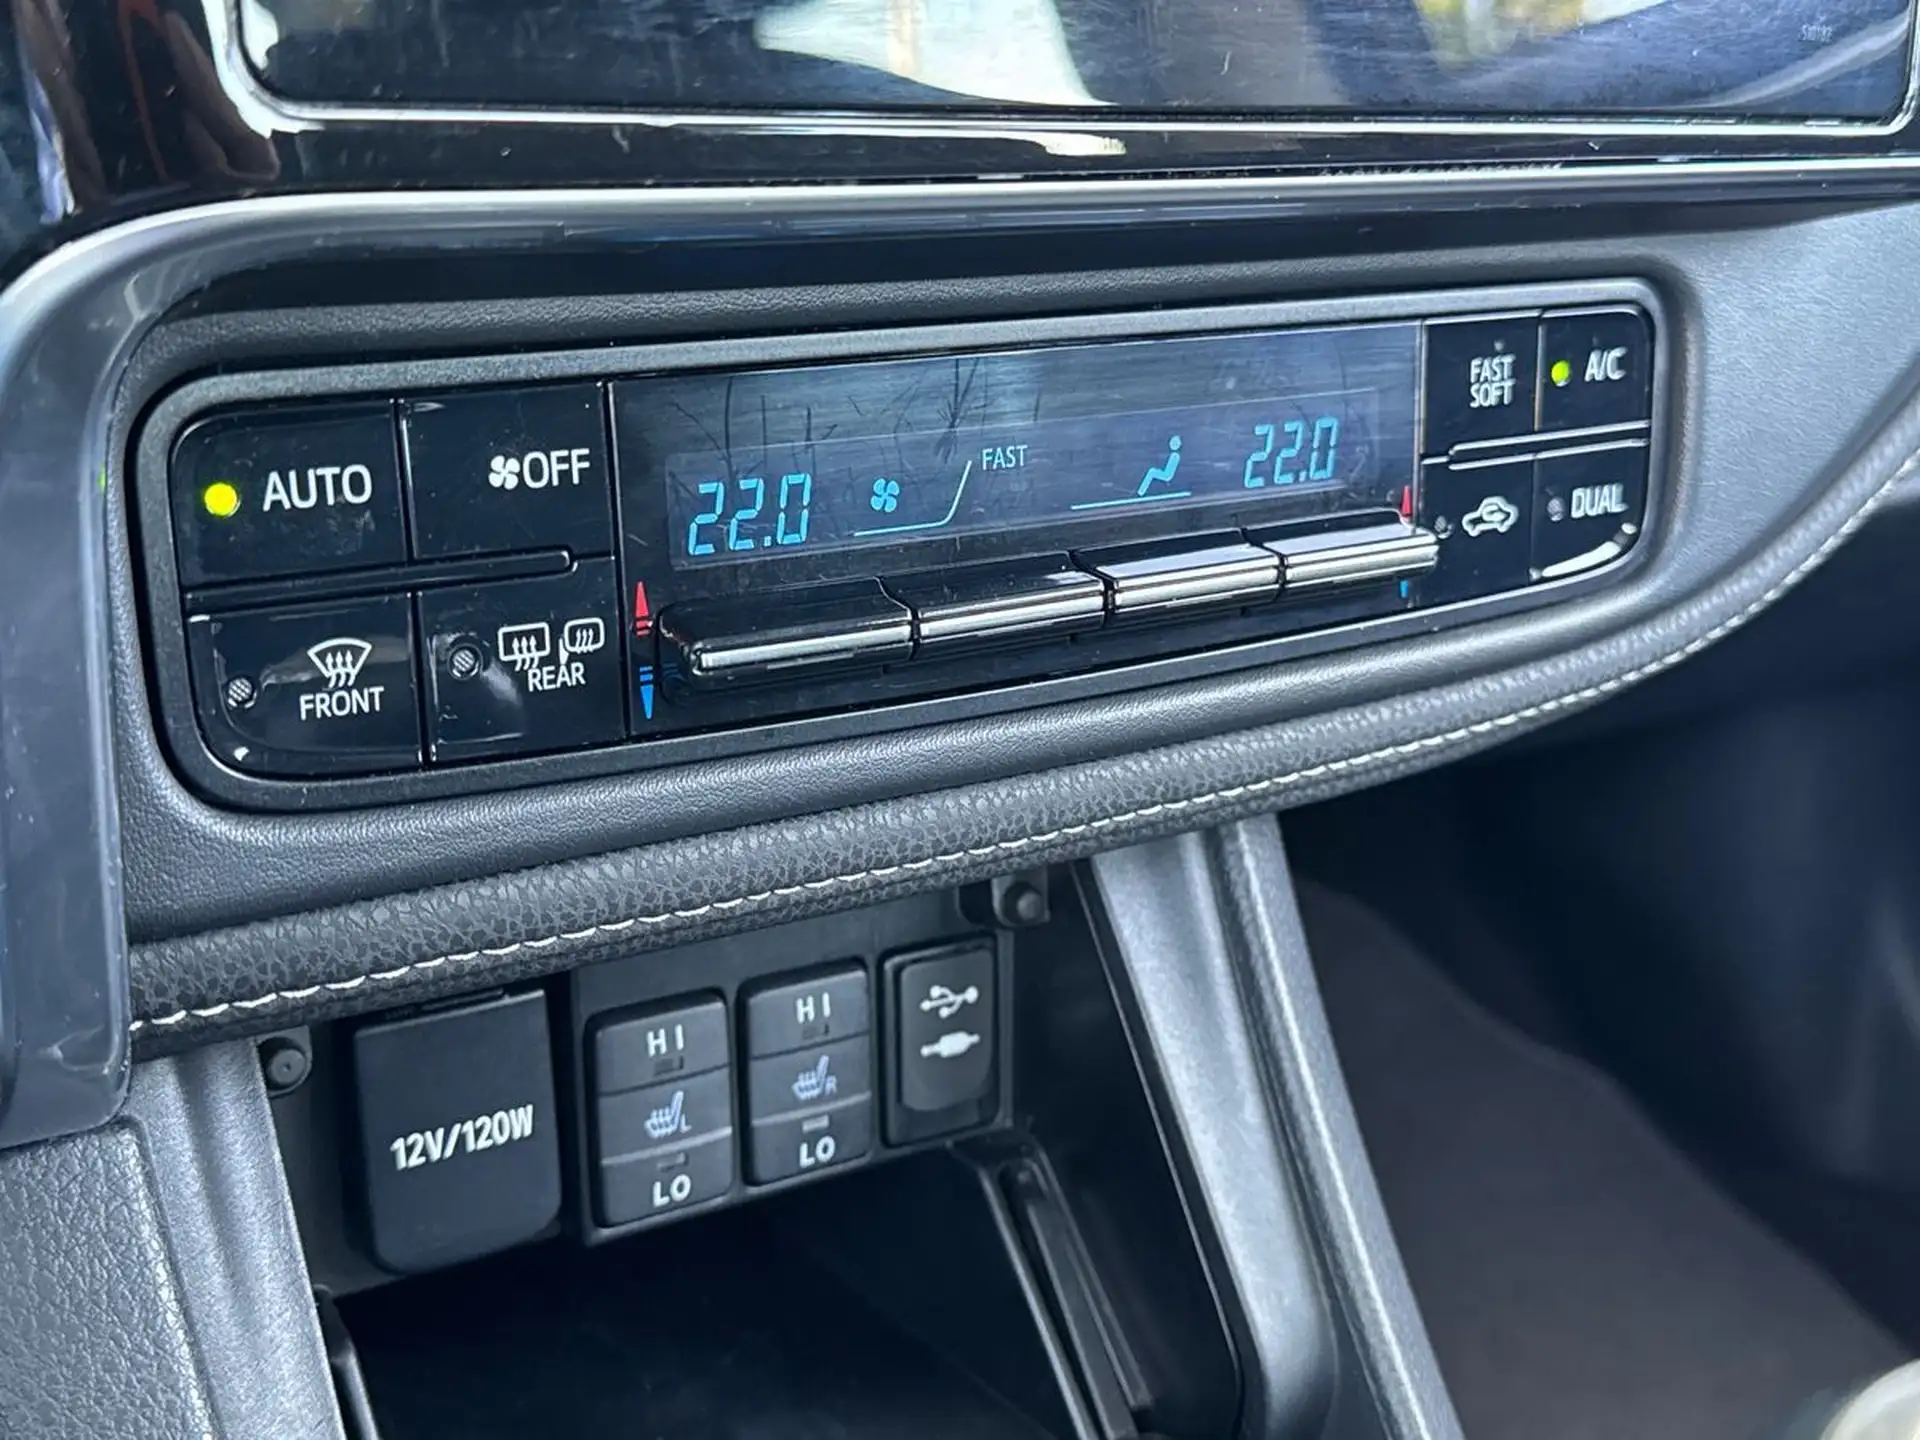 AUTO
OFF
22.0
FAST
22.0
FAST
SOFT
A/C
DUAL
FRONT
REAR
12V/120W
HI
L
LO
HI
R
LO